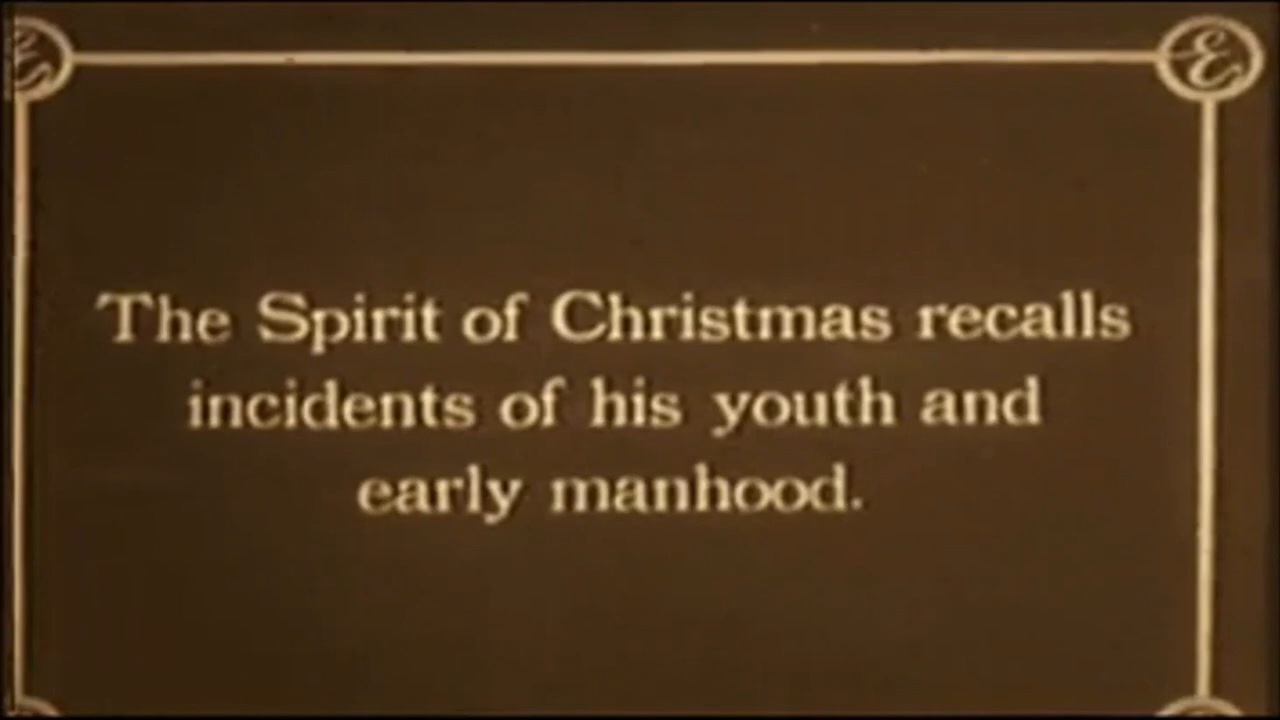 E
The Spirit of Christmas recalls
incidents of his youth and
early manhood.